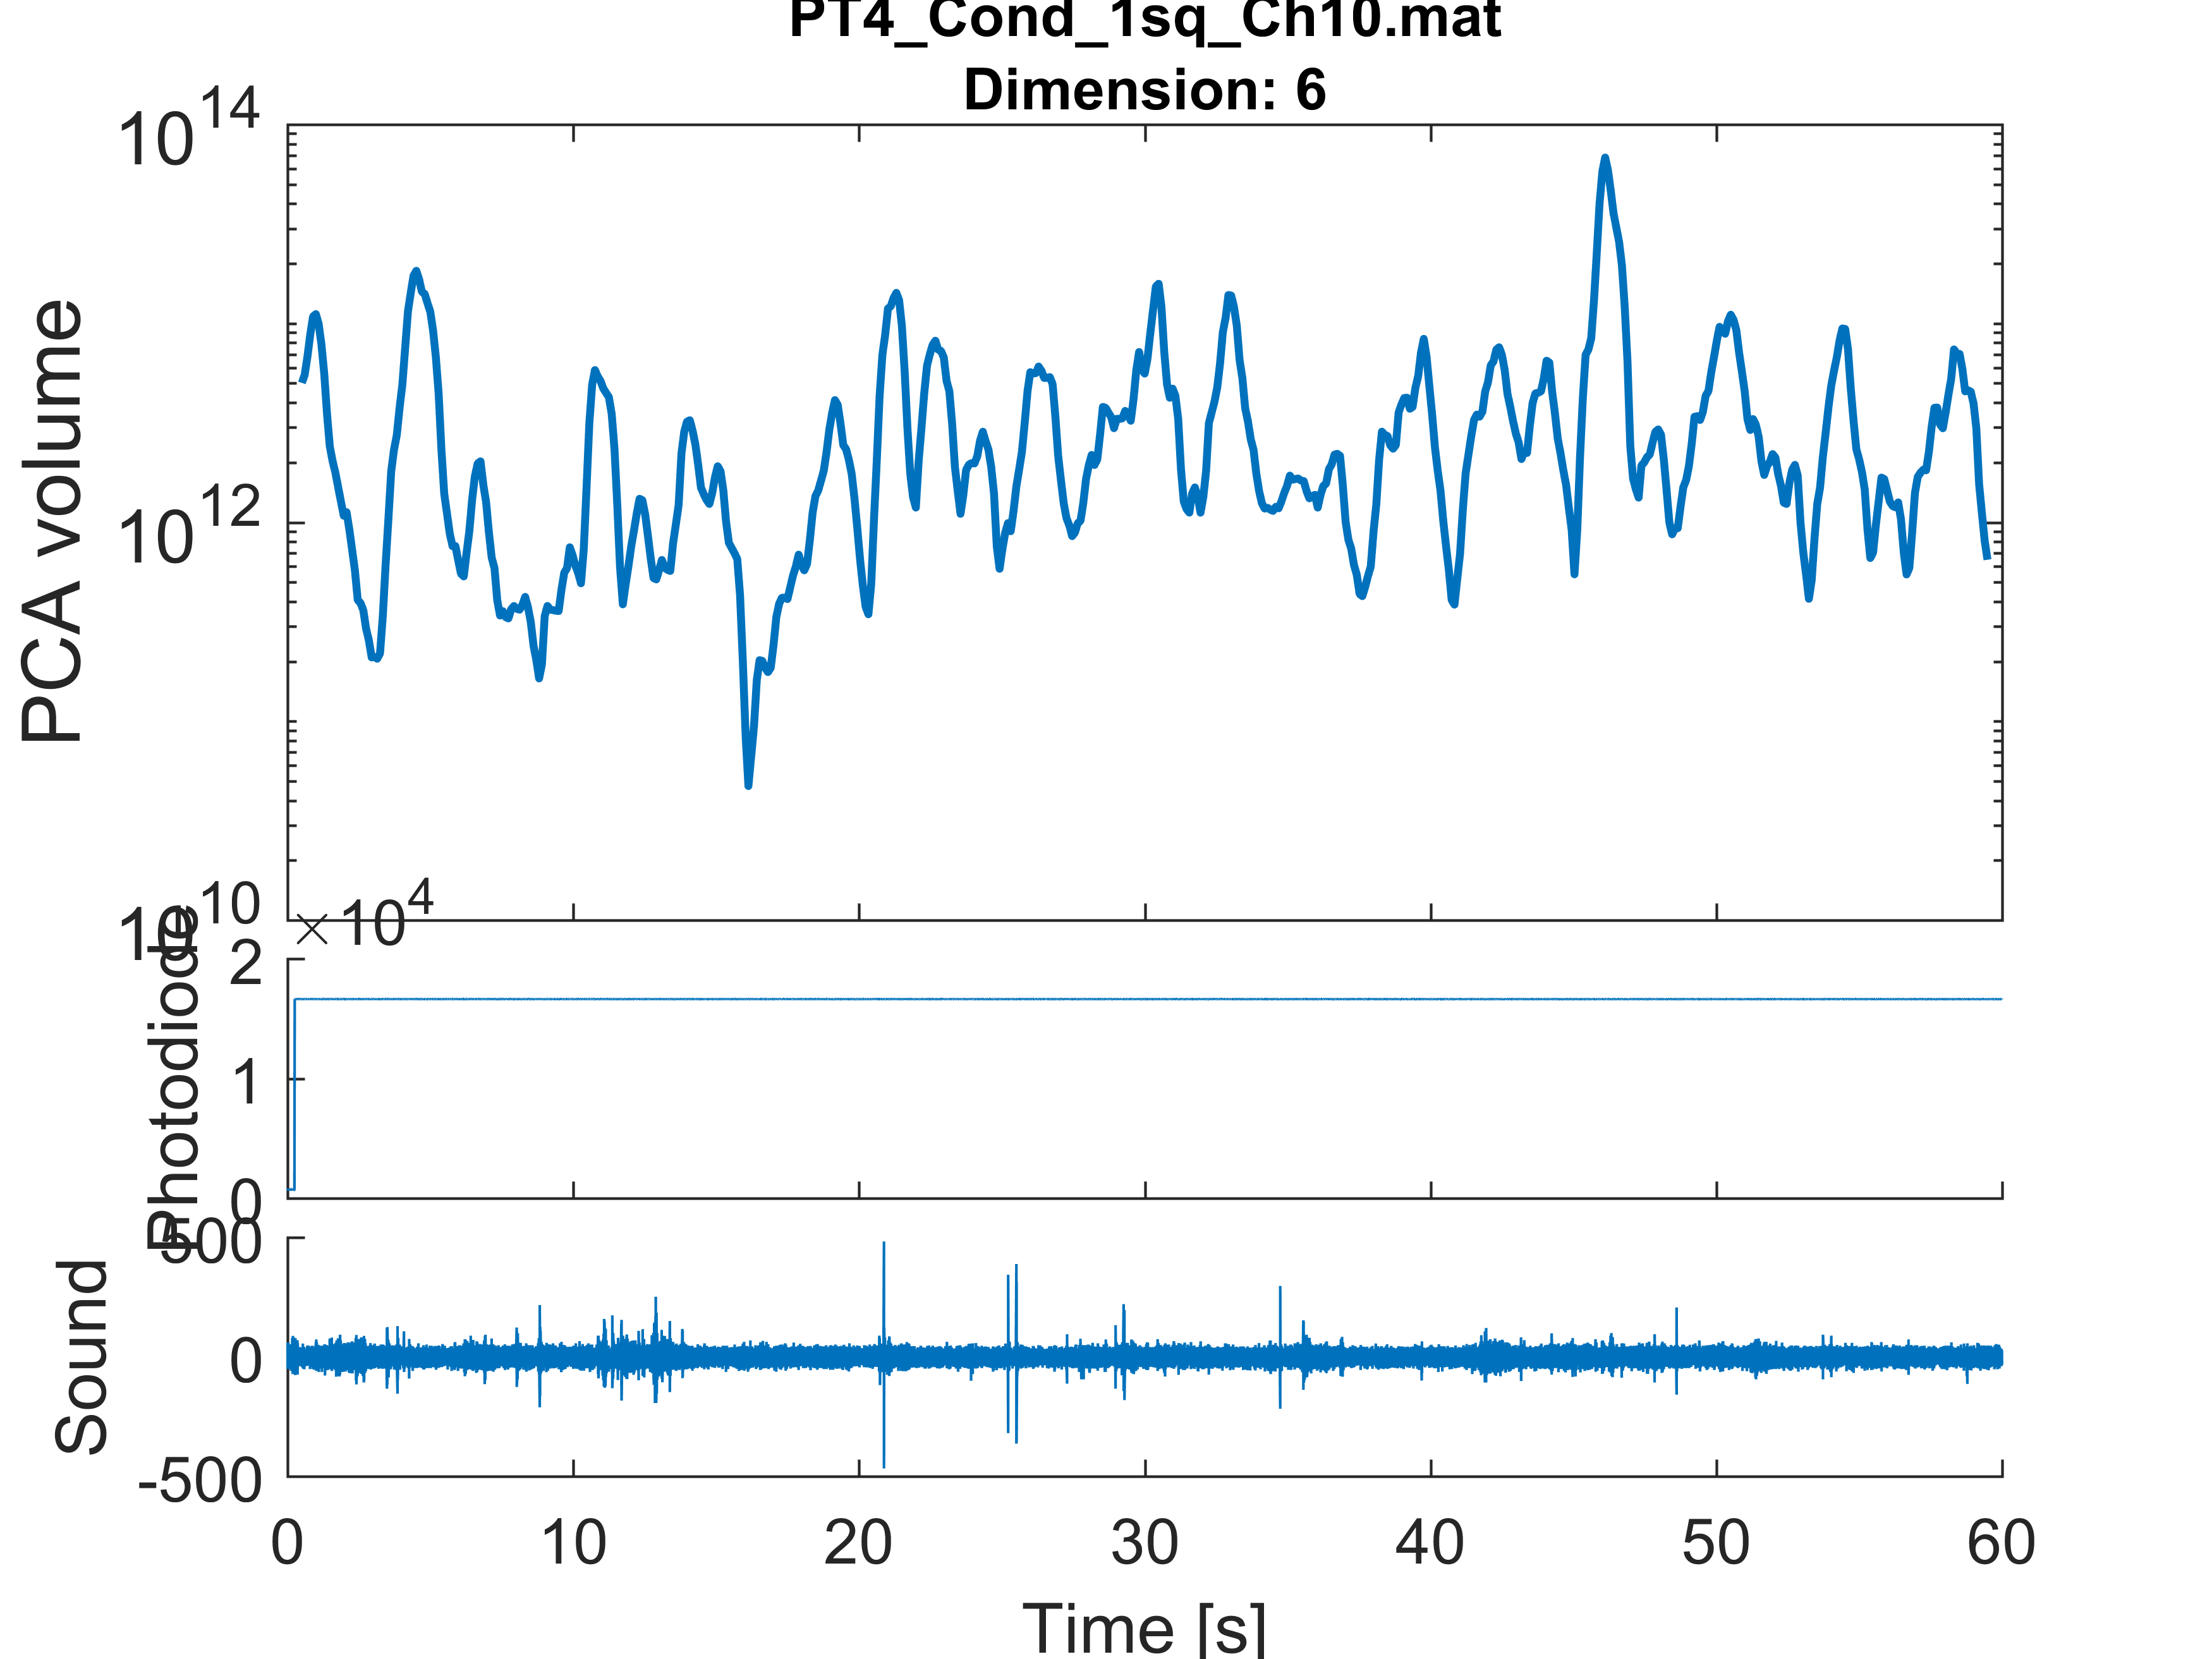 PT4_Cond_1sq_Ch10.mat
Dimension: 6
PCA volume
10^14
10^12
10^10
×10^4
Photodiode
2
1
0
Sound
500
0
-500
0 10 20 30 40 50 60
Time [s]